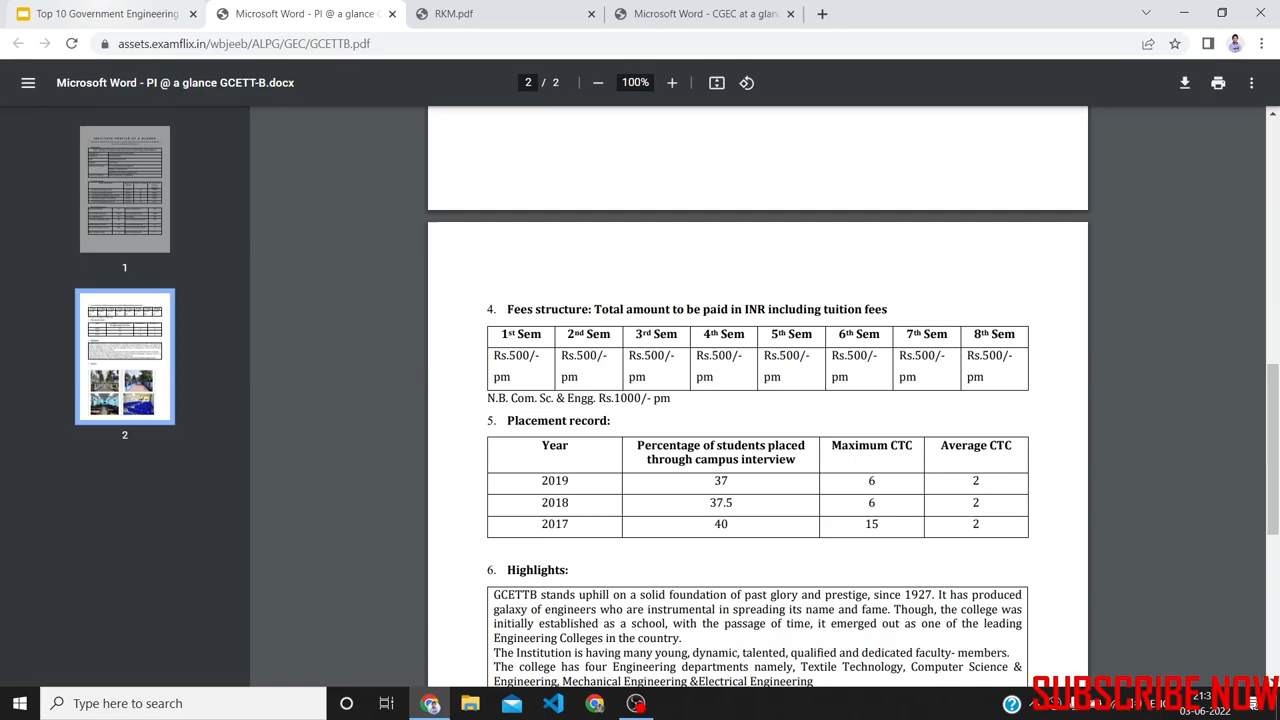 Top 10 Government Engineering
Microsoft Word - PI @ a glance G
RKM.pdf
Microsoft Word - CGEC at a glan
assets.examflix.in/wbjeeb/ALPG/GEC/GCETTB.pdf
Microsoft Word - PI @ a glance GCETT-B.docx
2 / 2
100%
1
2
4. Fees structure: Total amount to be paid in INR including tuition fees
1st Sem 2nd Sem 3rd Sem 4th Sem 5th Sem 6th Sem 7th Sem 8th Sem
Rs.500/- Rs.500/- Rs.500/- Rs.500/- Rs.500/- Rs.500/- Rs.500/- Rs.500/-
pm pm pm pm pm pm pm pm
N.B. Com. Sc. & Engg. Rs.1000/- pm
5. Placement record:
Year Percentage of students placed Maximum CTC Average CTC
through campus interview
2019 37 6 2
2018 37.5 6 2
2017 40 15 2
6. Highlights:
GCETTB stands uphill on a solid foundation of past glory and prestige, since 1927. It has produced
galaxy of engineers who are instrumental in spreading its name and fame. Though, the college was
initially established as a school, with the passage of time, it emerged out as one of the leading
Engineering Colleges in the country.
The Institution is having many young, dynamic, talented, qualified and dedicated faculty- members.
The college has four Engineering departments namely, Textile Technology, Computer Science &
Engineering, Mechanical Engineering &Electrical Engineering
Type here to search
SUBSCRIBE NOW
03-06-2022